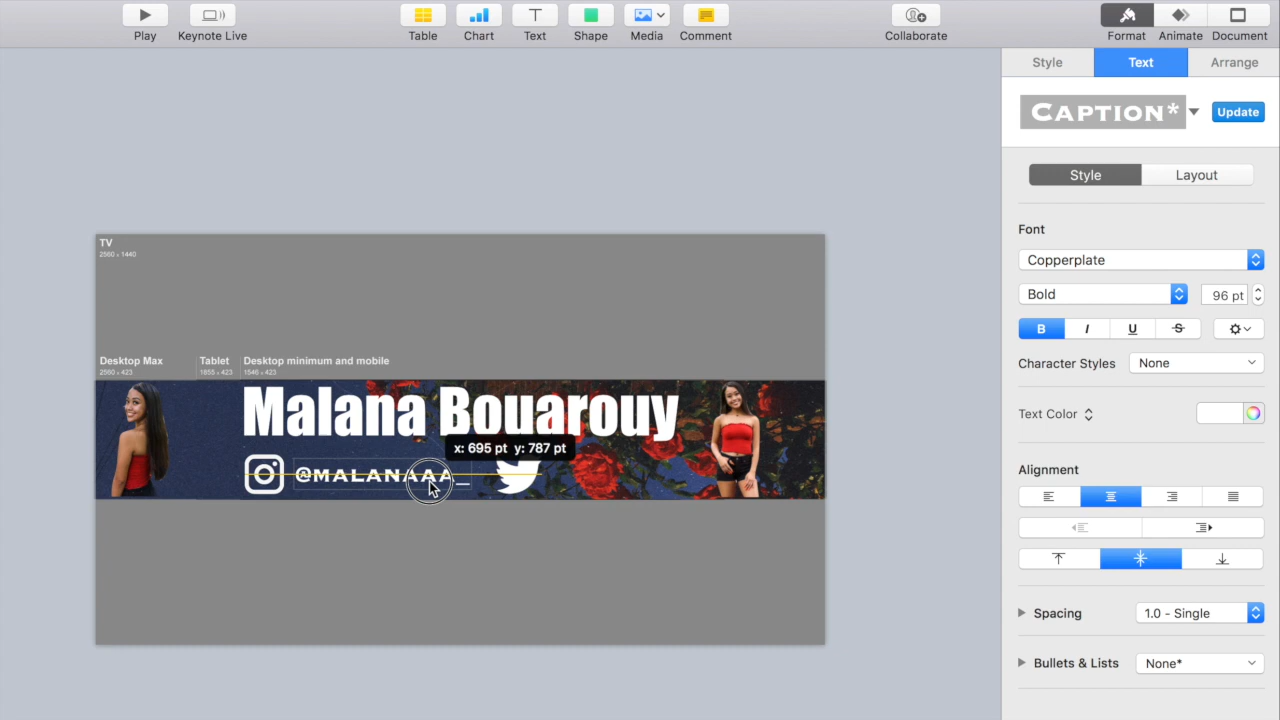 Play
Keynote Live
Table
Chart
Text
Shape
Media
Comment
Collaborate
Format
Animate
Document
Style
Text
Arrange
CAPTION*
Update
Style
Layout
Font
Copperplate
Bold
96 pt
B
I
U
S
Character Styles
None
Text Color
Alignment
Spacing
1.0 - Single
Bullets & Lists
None*
TV
2560 x 1440
Desktop Max
2560 x 423
Tablet
1855 x 423
Desktop minimum and mobile
1546 x 423
Malana Bouarouy
x: 695 pt y: 787 pt
@MALANAAA_